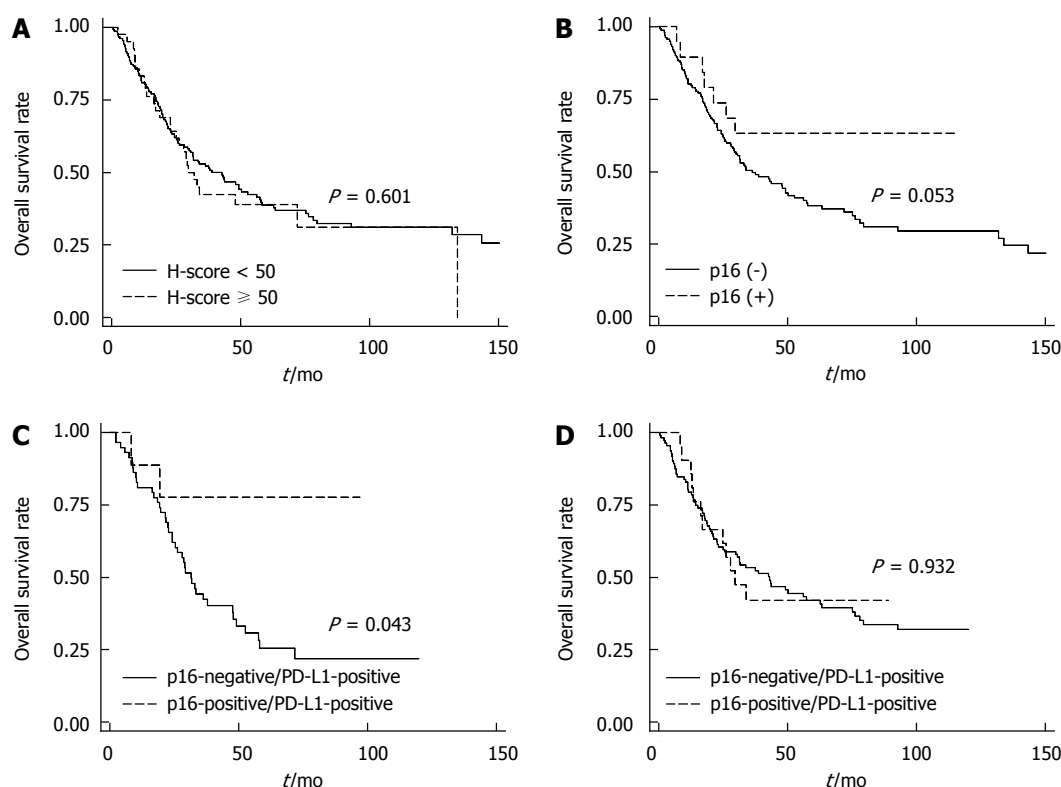 A
Overall survival rate
1.00
0.75
0.50
0.25
0.00
P = 0.601
H-score < 50
H-score ⩾ 50
0 50 100 150
t/mo
B
Overall survival rate
1.00
0.75
0.50
0.25
0.00
P = 0.053
p16 (-)
p16 (+)
0 50 100 150
t/mo
C
Overall survival rate
1.00
0.75
0.50
0.25
0.00
P = 0.043
p16-negative/PD-L1-positive
p16-positive/PD-L1-positive
0 50 100 150
t/mo
D
Overall survival rate
1.00
0.75
0.50
0.25
0.00
P = 0.932
p16-negative/PD-L1-positive
p16-positive/PD-L1-positive
0 50 100 150
t/mo